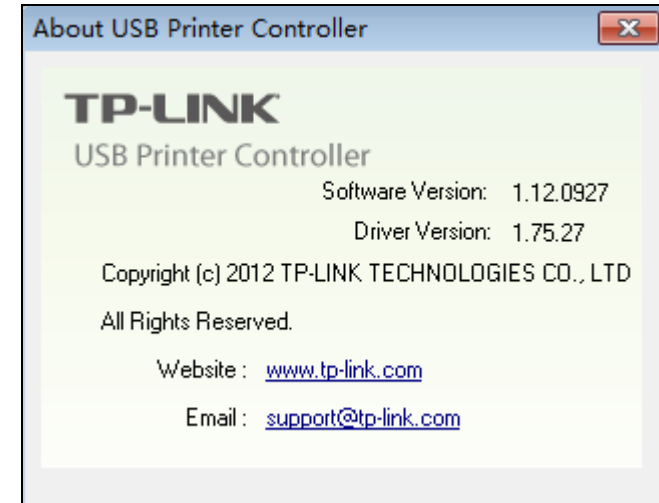 About USB Printer Controller
TP-LINK
USB Printer Controller
Software Version: 1.12.0927
Driver Version: 1.75.27
Copyright (c) 2012 TP-LINK TECHNOLOGIES CO., LTD
All Rights Reserved.
Website : www.tp-link.com
Email : support@tp-link.com